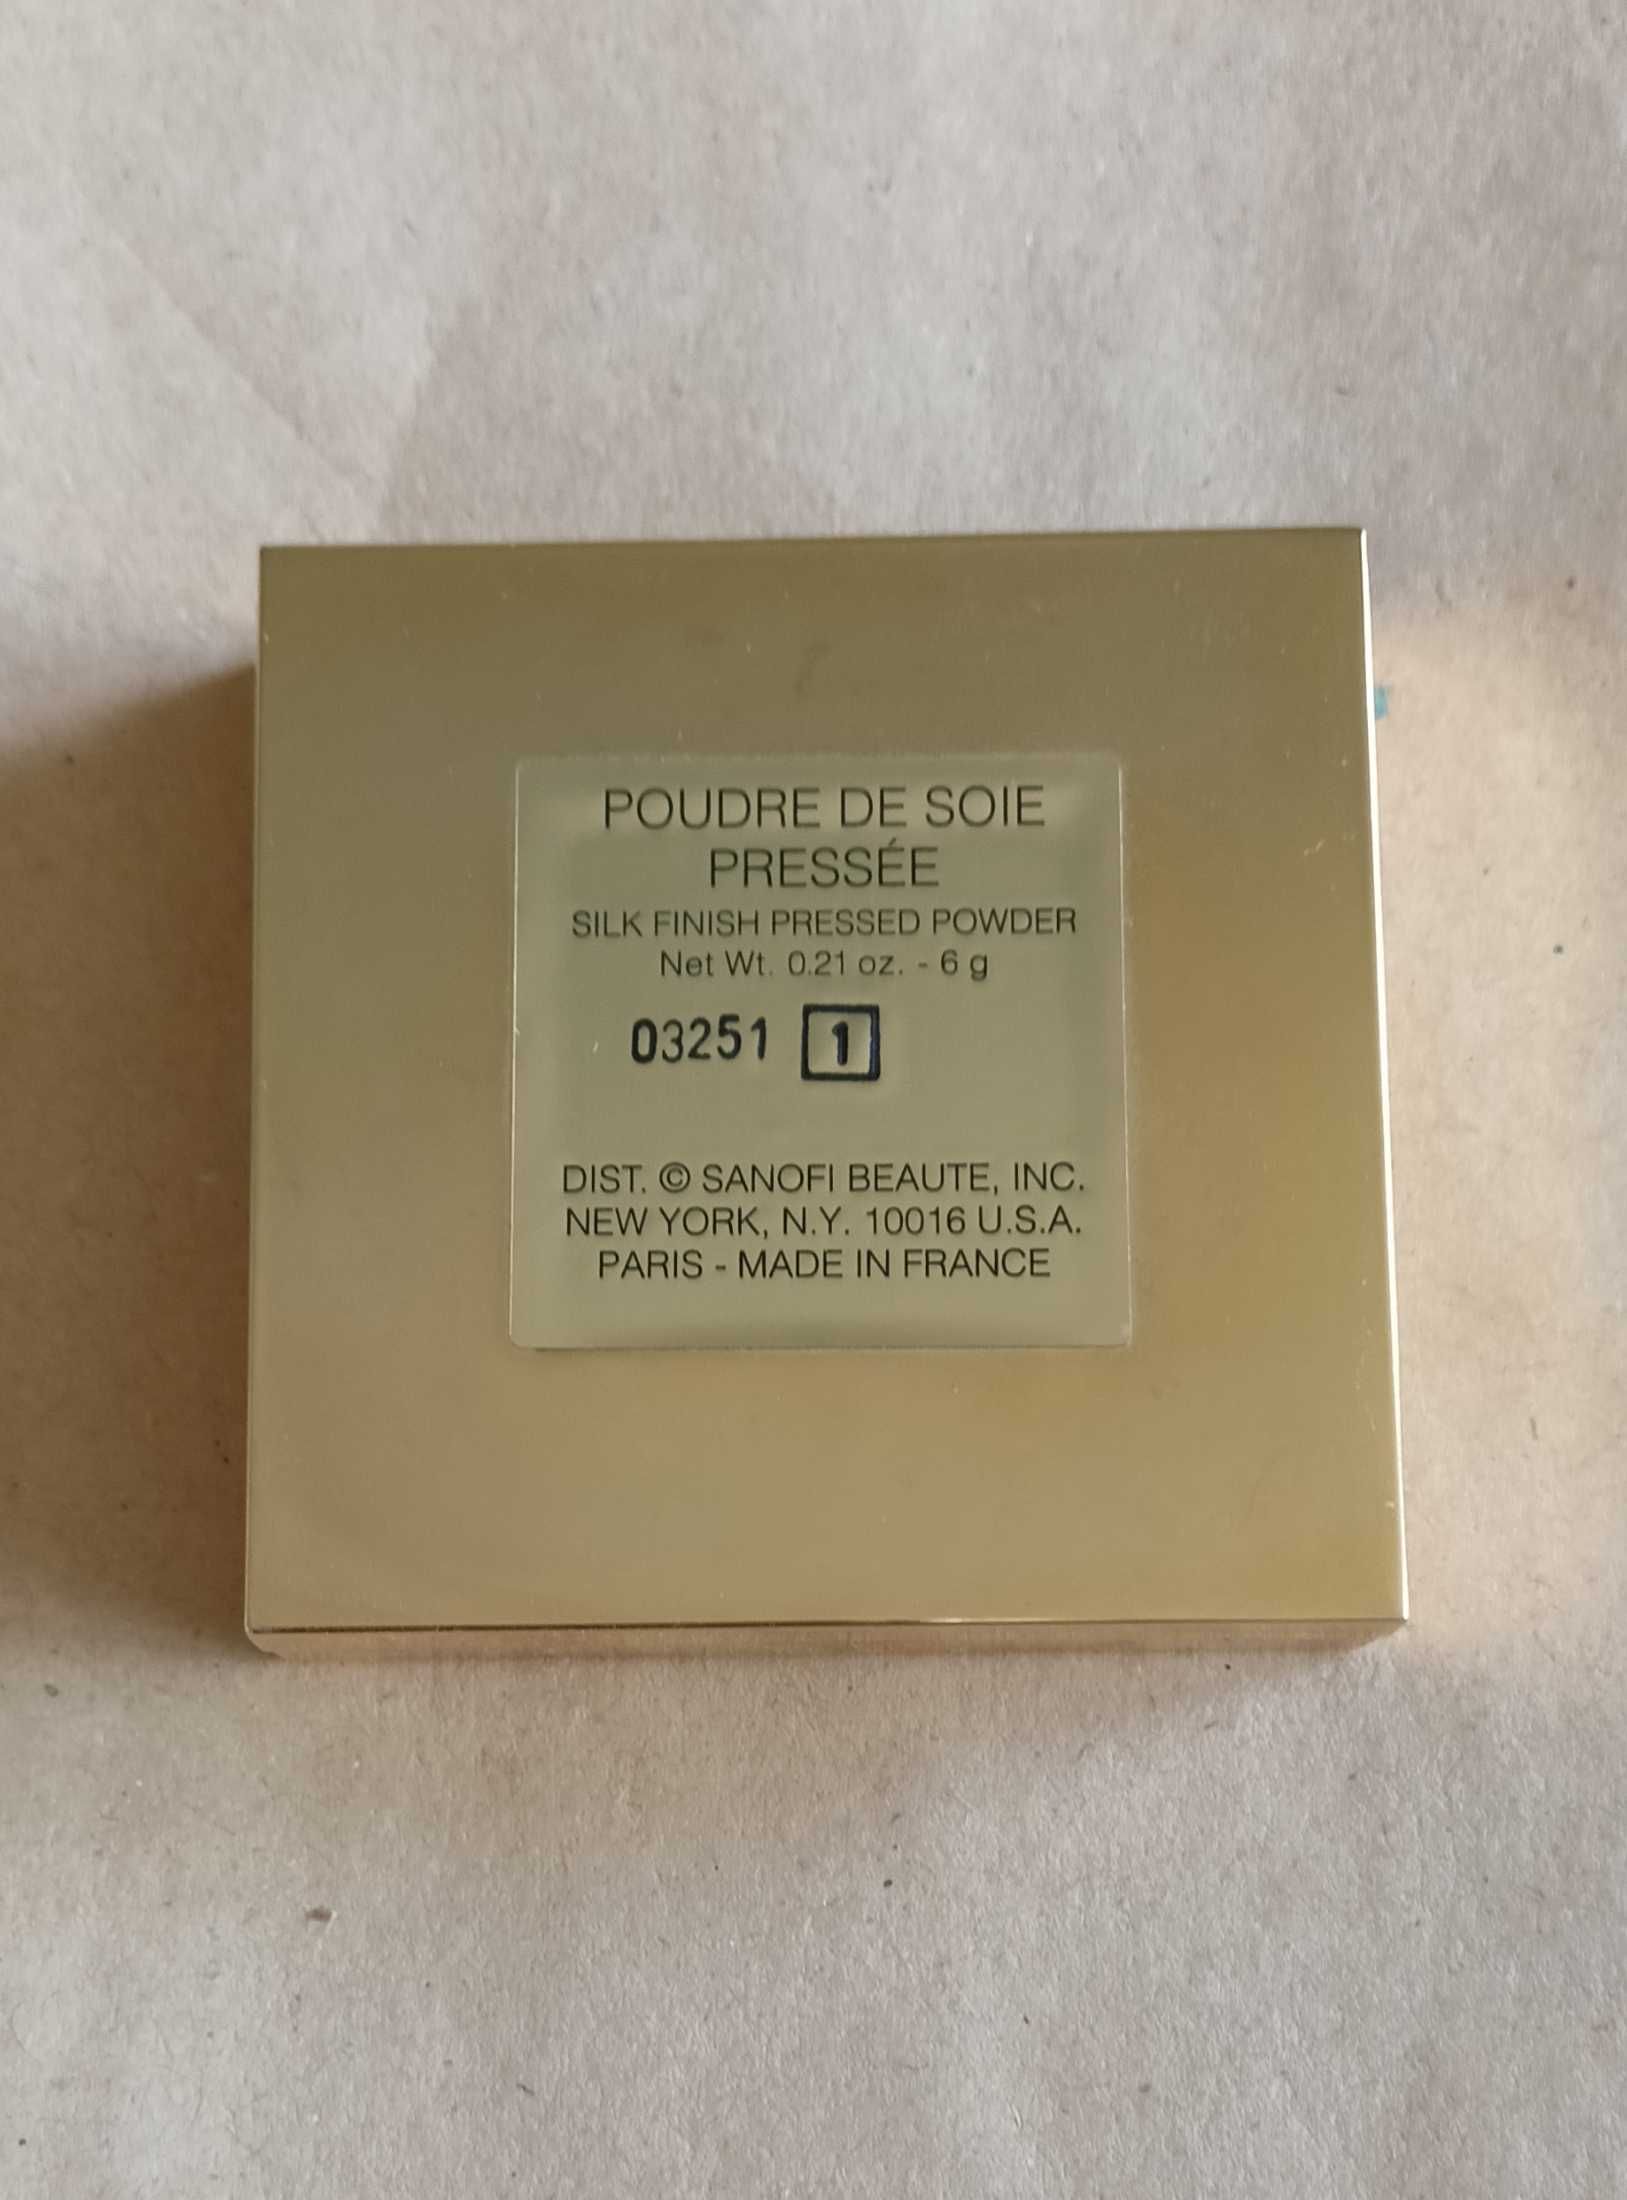 POUDRE DE SOIE
PRESSÉE
SILK FINISH PRESSED POWDER
Net Wt. 0.21 oz. - 6 g
03251 1
DIST. © SANOFI BEAUTE, INC.
NEW YORK, N.Y. 10016 U.S.A.
PARIS - MADE IN FRANCE